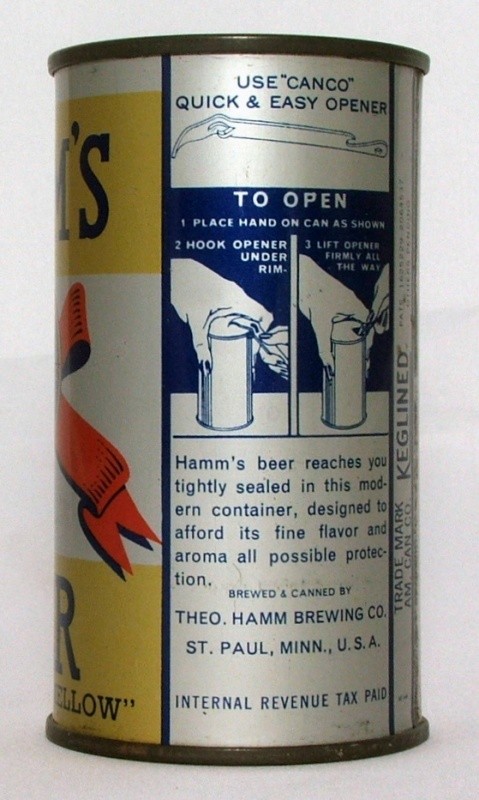 'S
R
ELLOW"
USE "CANCO"
QUICK & EASY OPENER
TO OPEN
1 PLACE HAND ON CAN AS SHOWN
2 HOOK OPENER
UNDER
RIM-
3 LIFT OPENER
FIRMLY ALL
THE WAY
Hamm's beer reaches you
tightly sealed in this mod-
ern container, designed to
afford its fine flavor and
aroma all possible protec-
tion.
BREWED & CANNED BY
THEO. HAMM BREWING CO.
ST. PAUL, MINN., U.S.A.
INTERNAL REVENUE TAX PAID
TRADE MARK KEGLINED
AM. CAN CO.